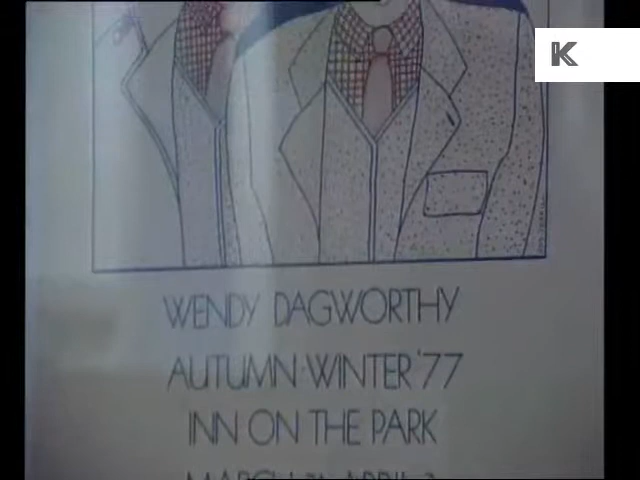 K
WENDY DAGWORTHY
AUTUMN·WINTER '77
INN ON THE PARK